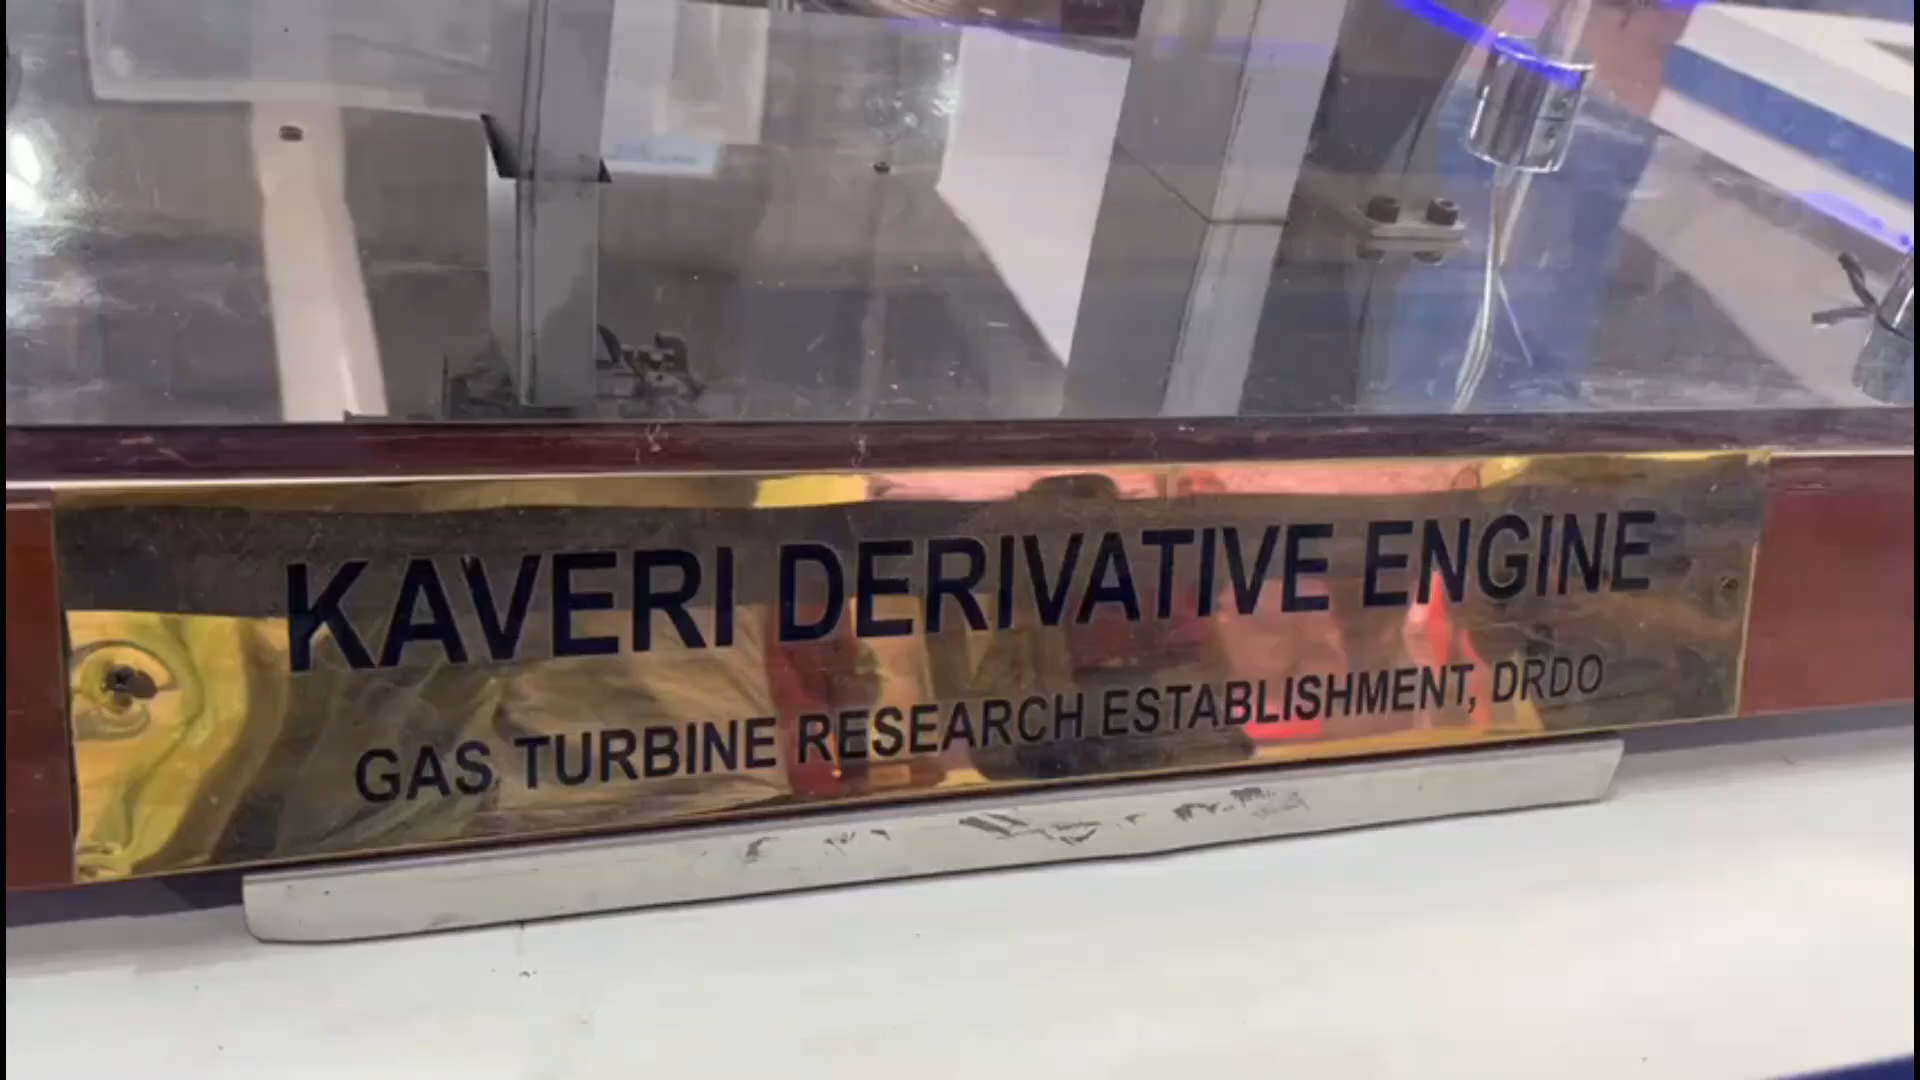 KAVERI DERIVATIVE ENGINE
GAS TURBINE RESEARCH ESTABLISHMENT, DRDO